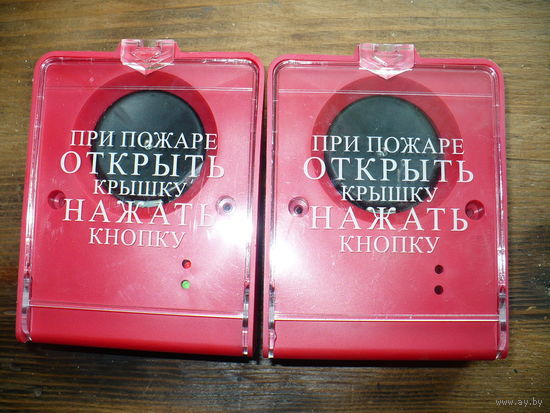 ПРИ ПОЖАРЕ
ОТКРЫТЬ
КРЫШКУ
НАЖАТЬ
КНОПКУ
ПРИ ПОЖАРЕ
ОТКРЫТЬ
КРЫШКУ
НАЖАТЬ
КНОПКУ
www.ay.by